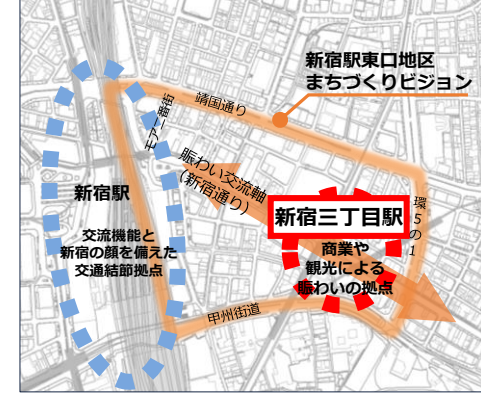 新宿駅東口地区
まちづくりビジョン
靖国通り
モア二番街
賑わい交流軸
(新宿通り)
新宿駅
交流機能と
新宿の顔を備えた
交通結節拠点
新宿三丁目駅
商業や
観光による
賑わいの拠点
環5の1
甲州街道